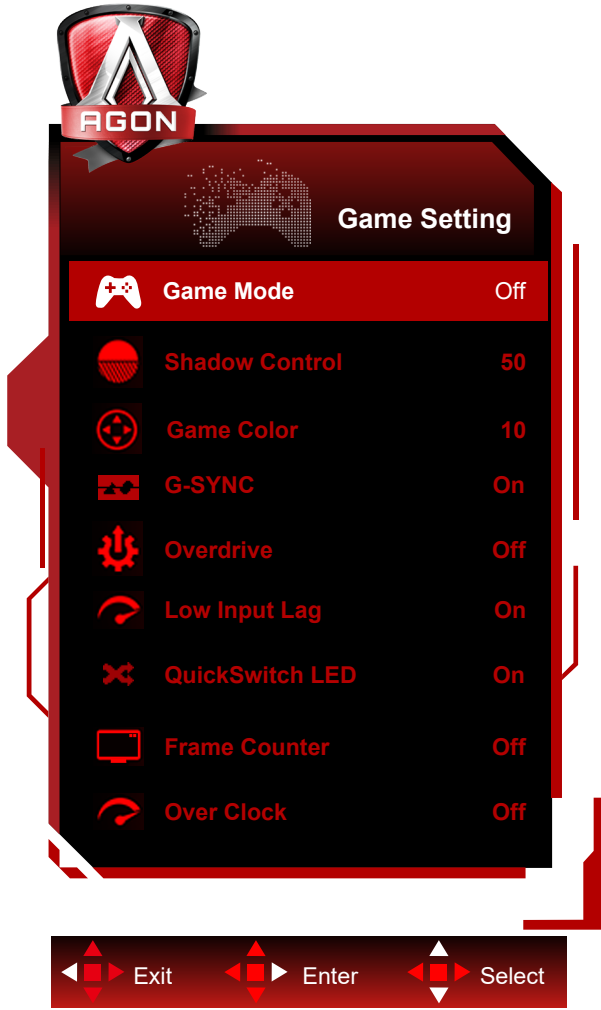 AGON
Game Setting
Game Mode Off
Shadow Control 50
Game Color 10
G-SYNC On
Overdrive Off
Low Input Lag On
QuickSwitch LED On
Frame Counter Off
Over Clock Off
Exit Enter Select